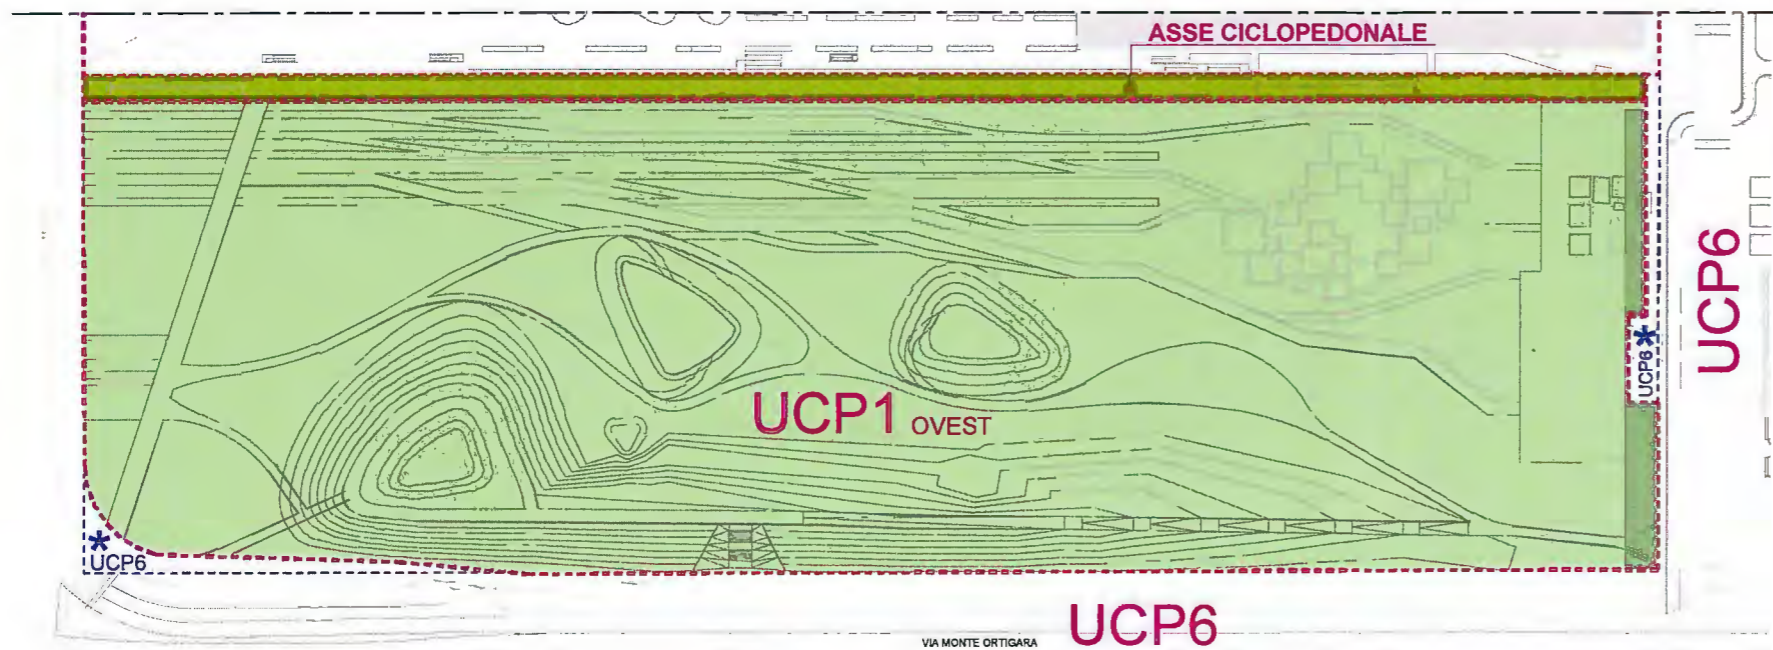 ASSE CICLOPEDONALE
UCP6
* UCP6
UCP1 OVEST
*
UCP6
UCP6
VIA MONTE ORTIGARA